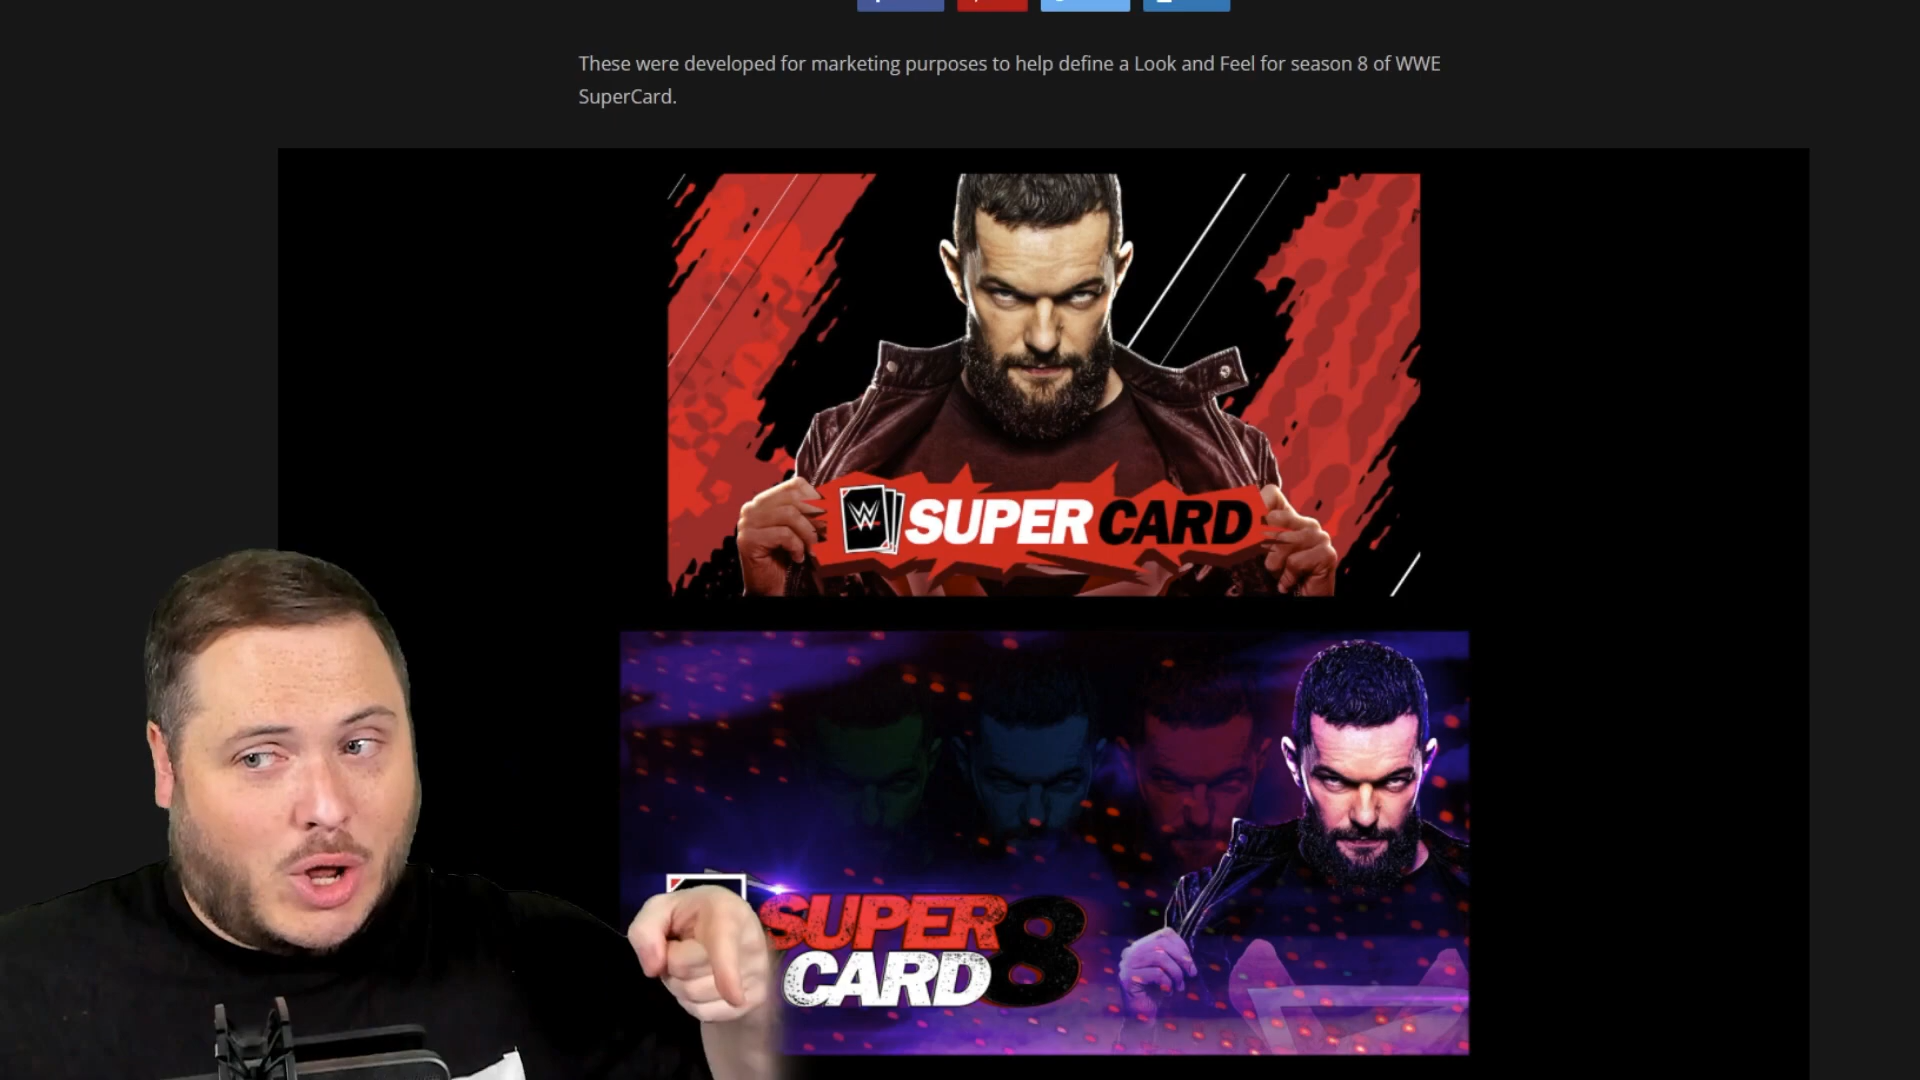 These were developed for marketing purposes to help define a Look and Feel for season 8 of WWE
SuperCard.
W SUPER CARD
SUPER 8
CARD